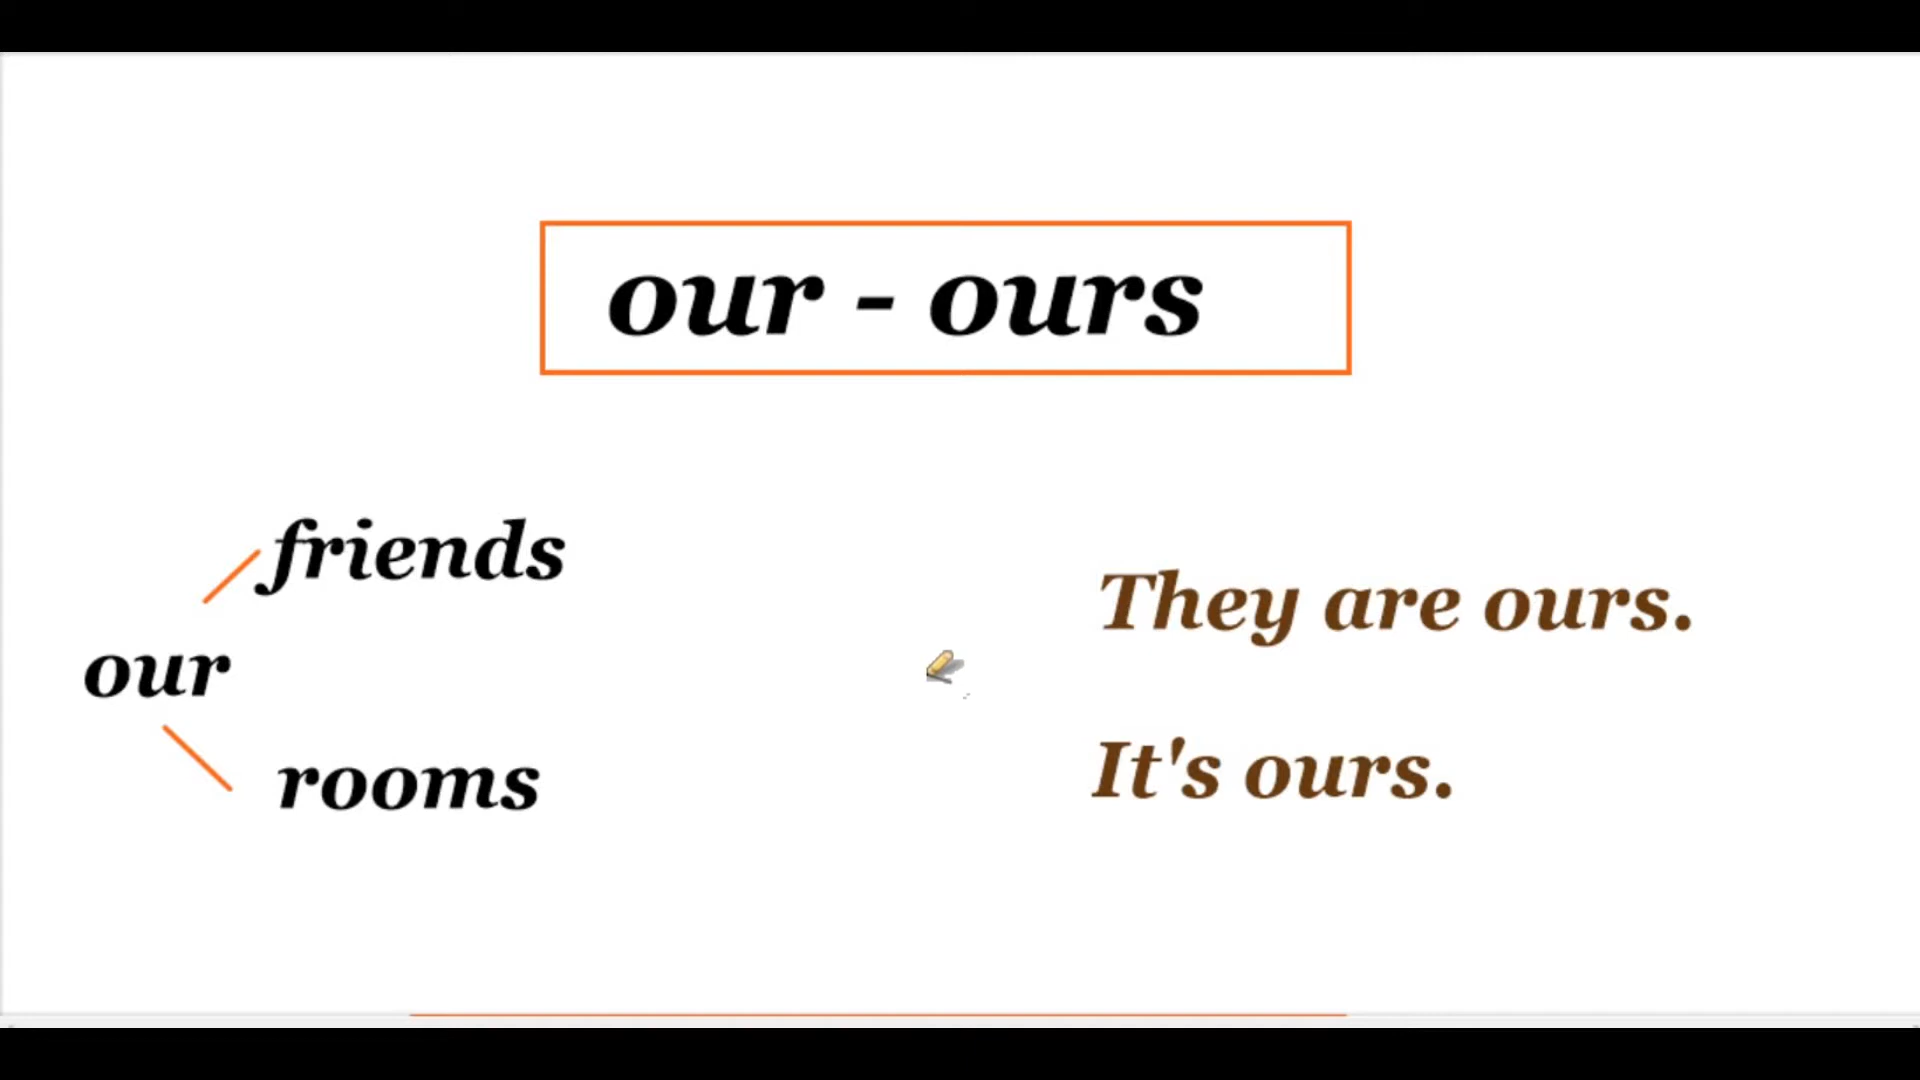 our - ours
friends
our
rooms
They are ours.
It's ours.